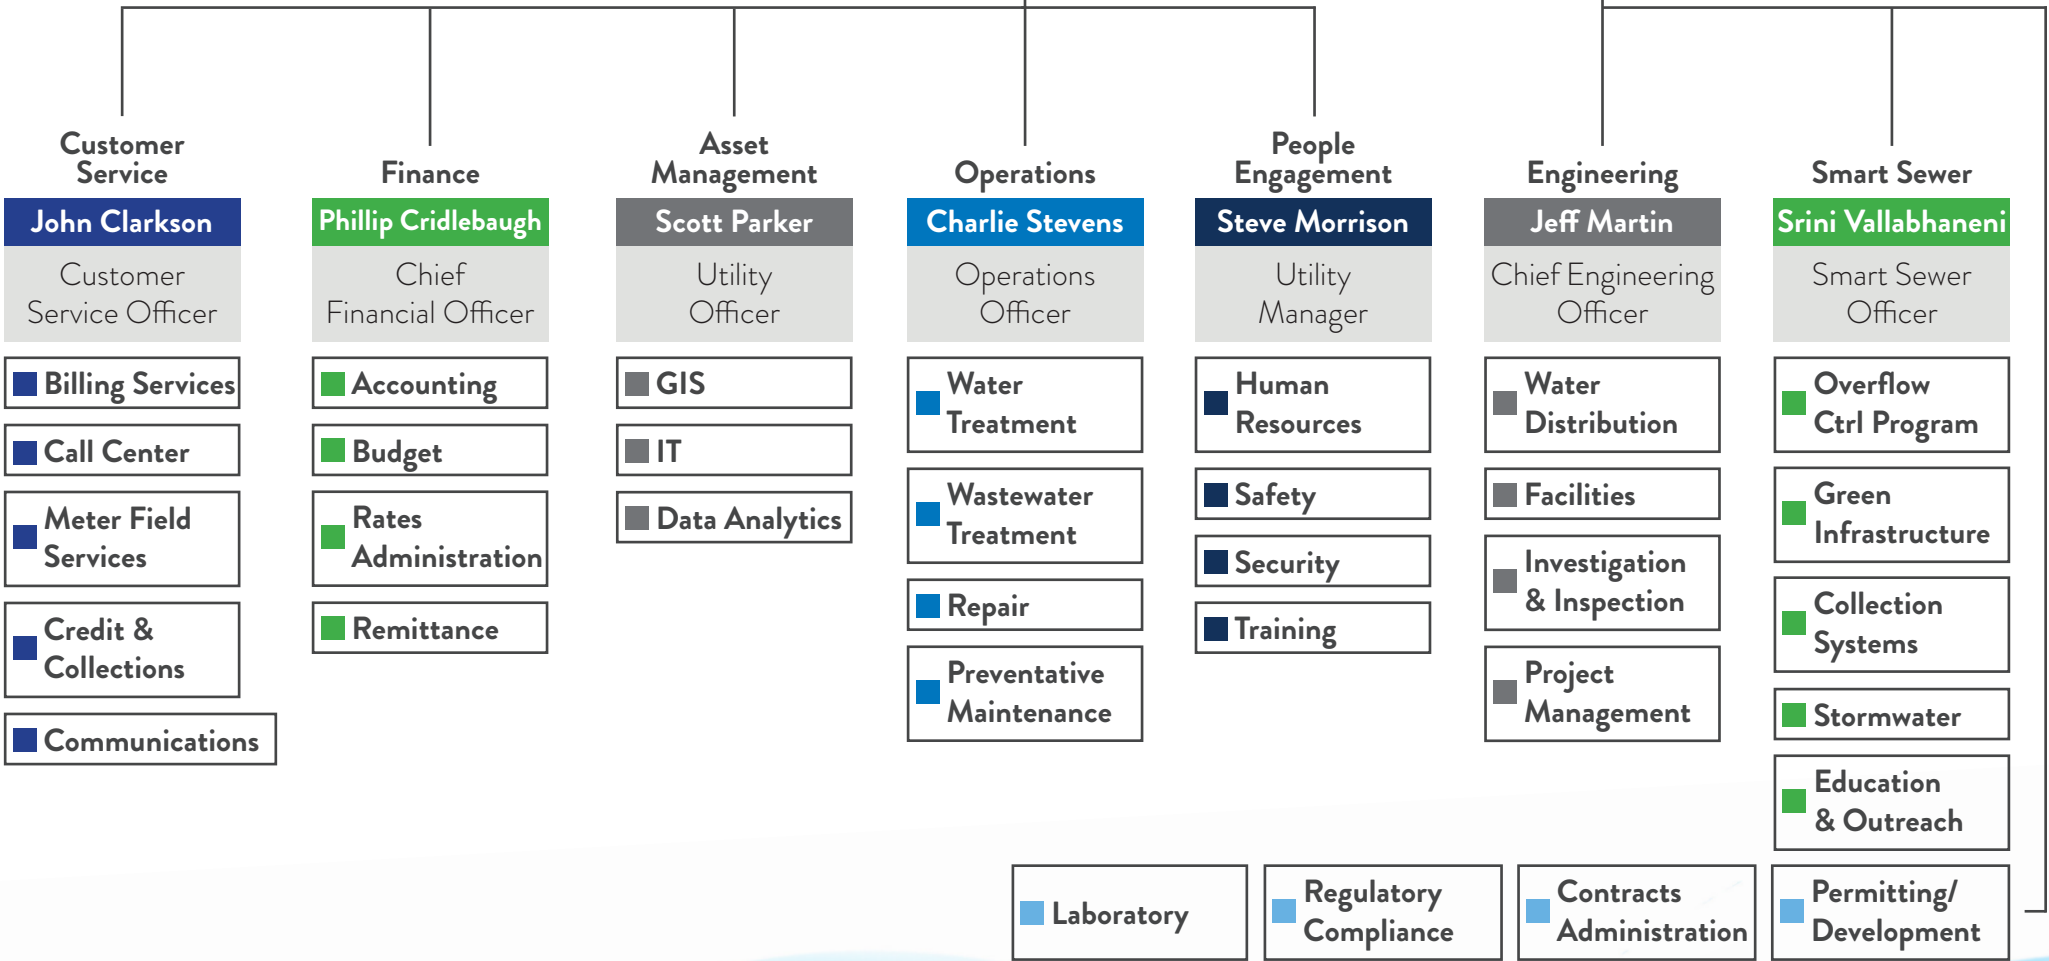 Customer
Service
John Clarkson
Customer
Service Officer
Billing Services
Call Center
Meter Field
Services
Credit &
Collections
Communications
Finance
Phillip Cridlebaugh
Chief
Financial Officer
Accounting
Budget
Rates
Administration
Remittance
Asset
Management
Scott Parker
Utility
Officer
GIS
IT
Data Analytics
Operations
Charlie Stevens
Operations
Officer
Water
Treatment
Wastewater
Treatment
Repair
Preventative
Maintenance
People
Engagement
Steve Morrison
Utility
Manager
Human
Resources
Safety
Security
Training
Engineering
Jeff Martin
Chief Engineering
Officer
Water
Distribution
Facilities
Investigation
& Inspection
Project
Management
Smart Sewer
Srini Vallabhaneni
Smart Sewer
Officer
Overflow
Ctrl Program
Green
Infrastructure
Collection
Systems
Stormwater
Education
& Outreach
Laboratory
Regulatory
Compliance
Contracts
Administration
Permitting/
Development